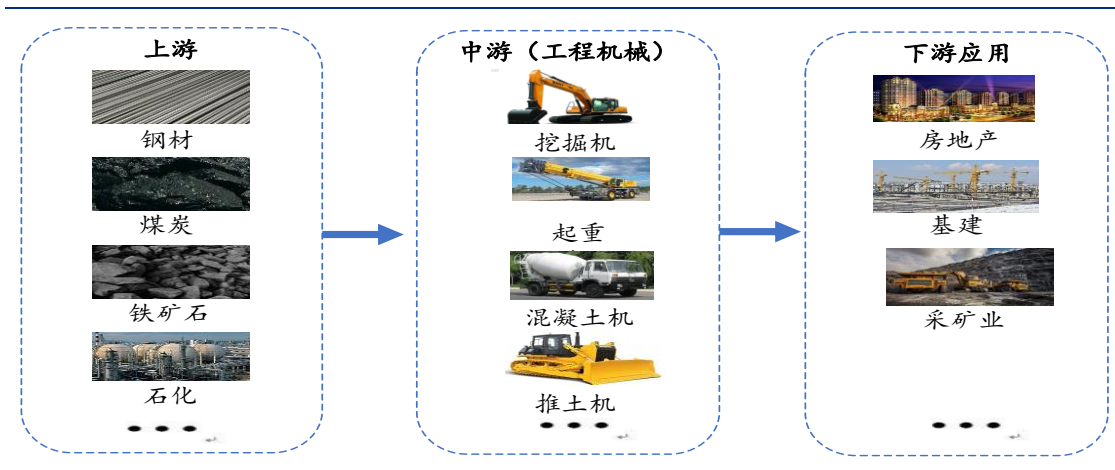 上游
钢材
煤炭
铁矿石
石化
中游（工程机械）
挖掘机
起重
混凝土机
推土机
下游应用
房地产
基建
采矿业